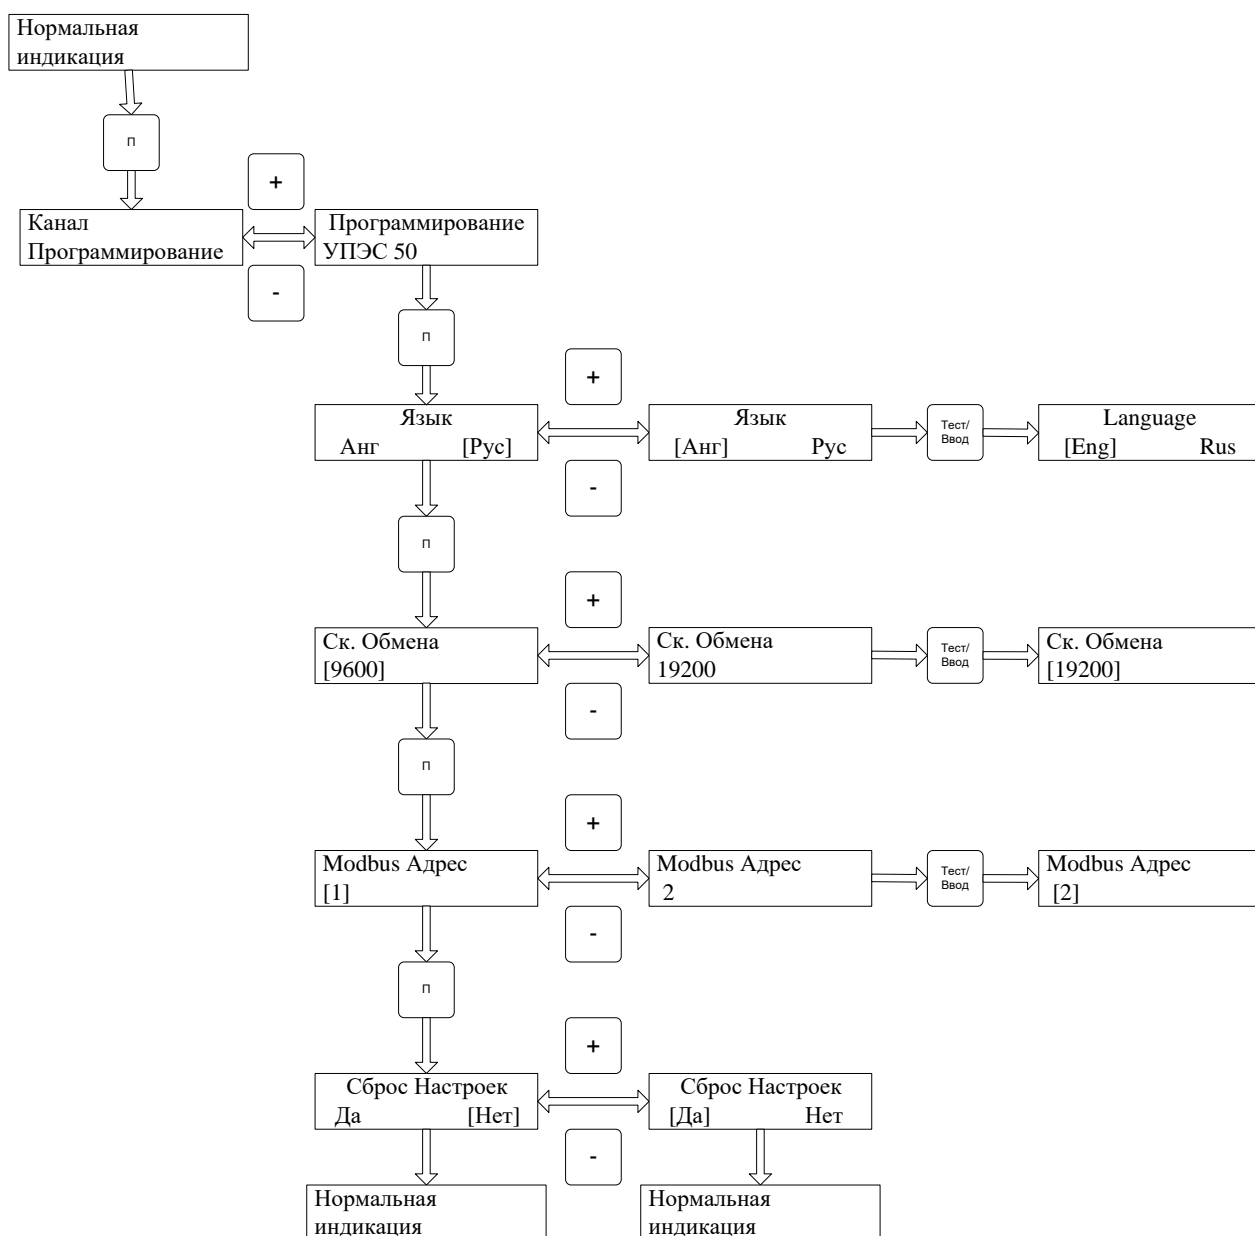 Нормальная
индикация
П
+
Канал
Программирование
Программирование
УПЭС 50
-
П
+
Язык
Анг [Рус]
Язык
[Анг] Рус
Тест/
Ввод
Language
[Eng] Rus
-
П
+
Ск. Обмена
[9600]
Ск. Обмена
19200
Тест/
Ввод
Ск. Обмена
[19200]
-
П
+
Modbus Адрес
[1]
Modbus Адрес
2
Тест/
Ввод
Modbus Адрес
[2]
-
П
+
Сброс Настроек
Да [Нет]
Сброс Настроек
[Да] Нет
-
Нормальная
индикация
Нормальная
индикация